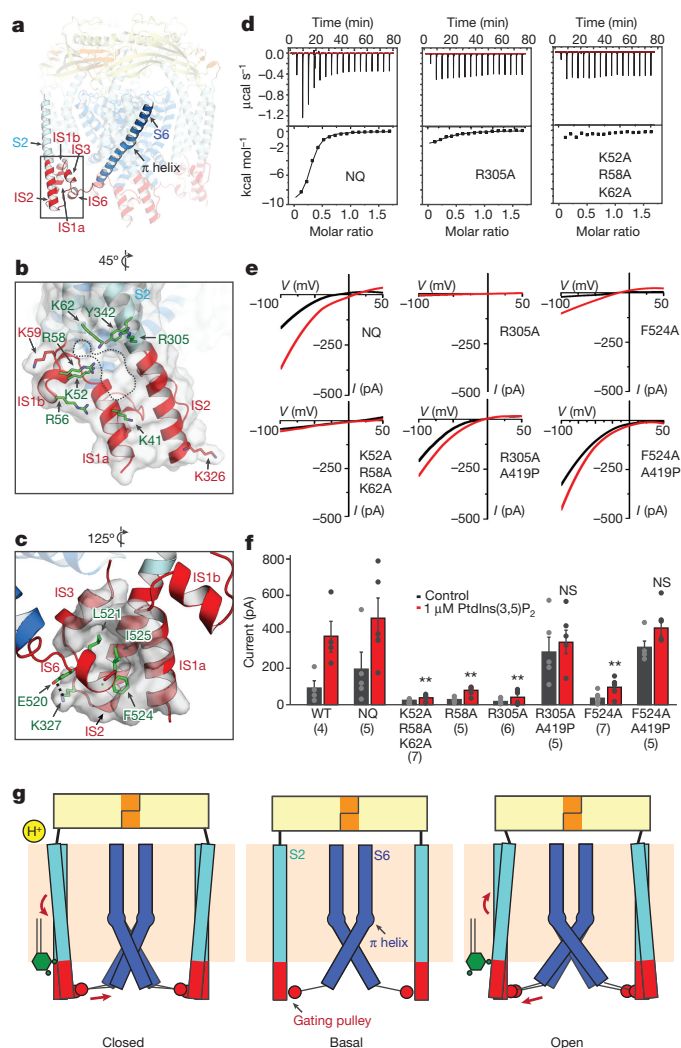 a
S2
IS1b
IS3
IS2
IS6
IS1a
S6
π helix
b
45º
K62
Y342
S2
K59
R58
R305
IS1b
K52
IS2
R56
K41
IS1a
K326
c
125º
IS3
IS1b
L521
I525
IS6
IS1a
E520
K327
IS2
F524
d
Time (min)
Time (min)
Time (min)
0 20 40 60 80
0 20 40 60 80
0 20 40 60 80
μcal s⁻¹
0.0
−0.4
−0.8
−1.2
kcal mol⁻¹
0
−2
−4
−6
−8
−10
NQ
R305A
K52A
R58A
K62A
0 0.5 1.0 1.5
0 0.5 1.0 1.5
0 0.5 1.0 1.5
Molar ratio
Molar ratio
Molar ratio
e
V (mV)
V (mV)
V (mV)
−100 50
−100 50
−100 50
NQ
R305A
F524A
−250
−250
−250
−500 I (pA)
−500 I (pA)
−500 I (pA)
V (mV)
V (mV)
V (mV)
−100 50
−100 50
−100 50
K52A
R58A
K62A
R305A
A419P
F524A
A419P
−250
−250
−250
−500 I (pA)
−500 I (pA)
−500 I (pA)
f
Current (pA)
800
600
400
200
0
Control
1 μM PtdIns(3,5)P₂
**
**
**
NS
**
NS
WT
(4)
NQ
(5)
K52A
R58A
K62A
(7)
R58A
(5)
R305A
(6)
R305A
A419P
(5)
F524A
(7)
F524A
A419P
(5)
g
H⁺
S2
S6
π helix
Gating pulley
Closed
Basal
Open